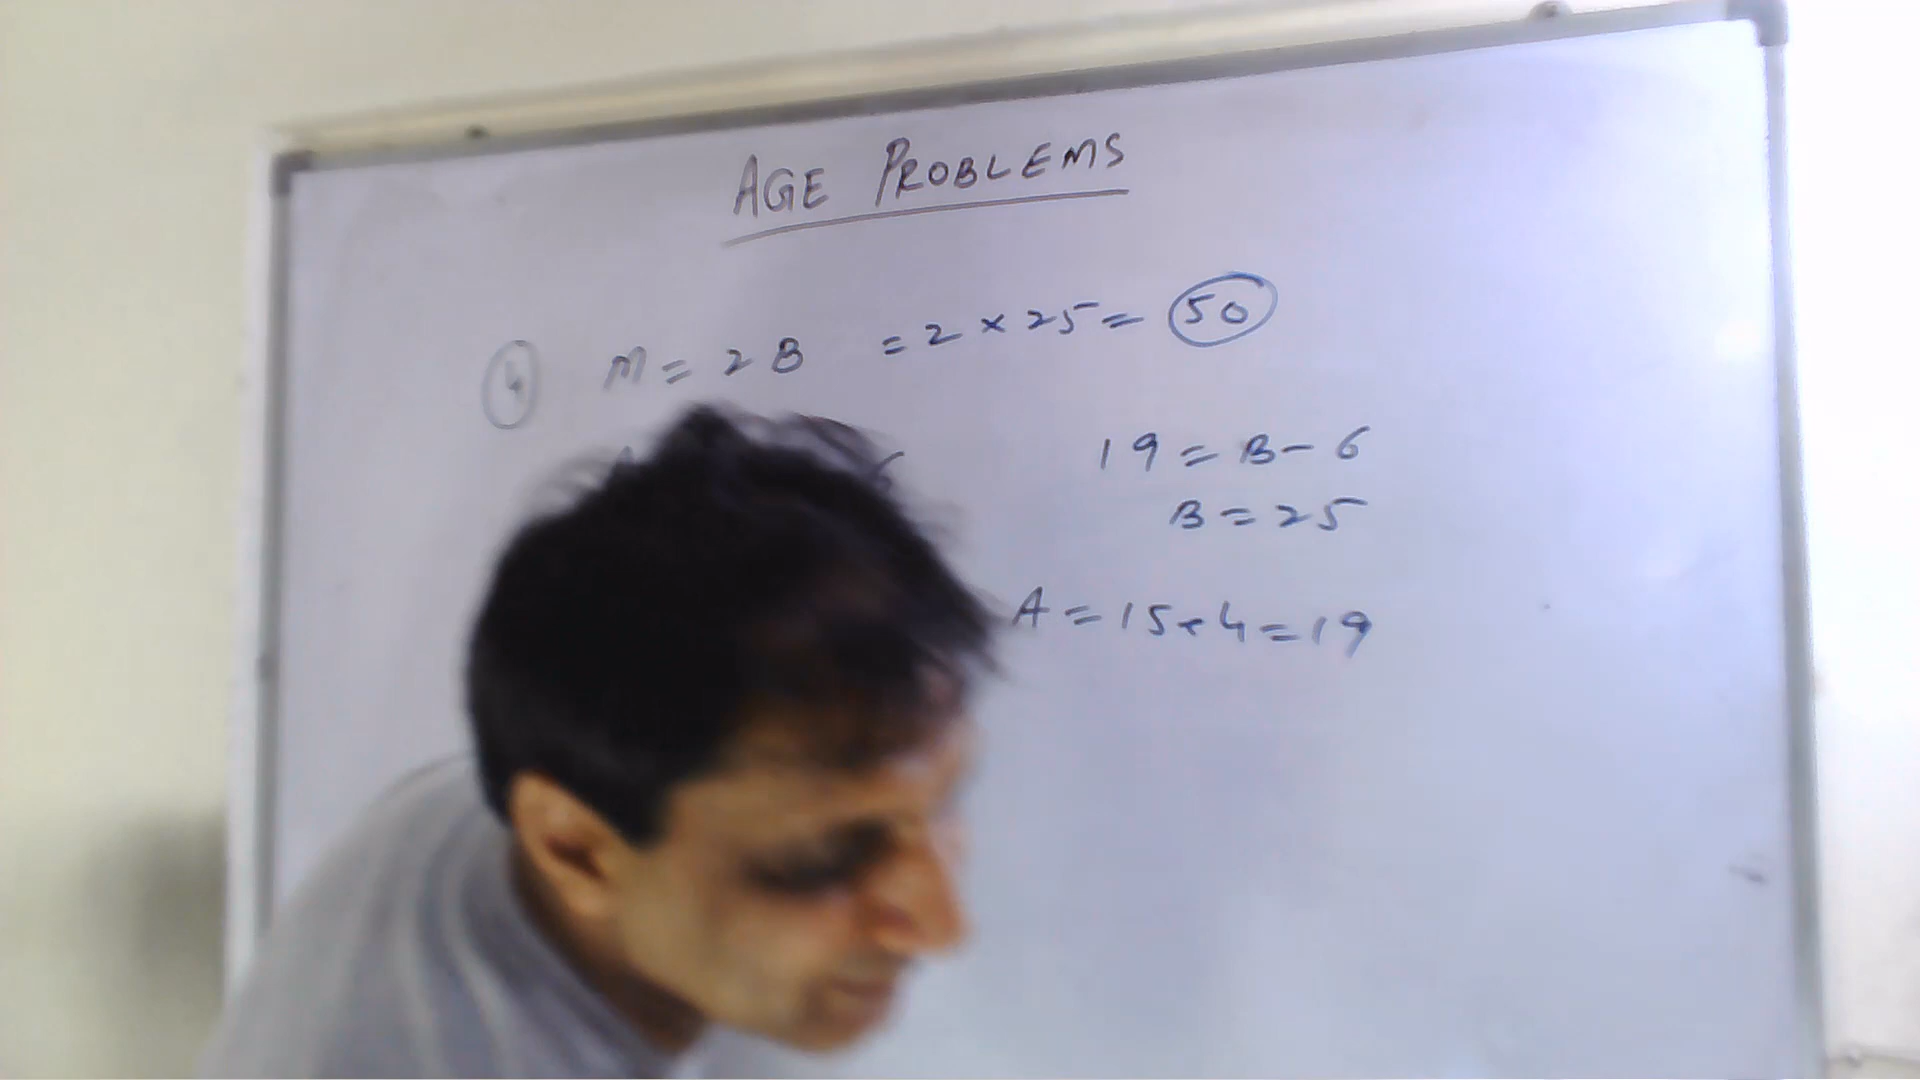 AGE PROBLEMS
4 M = 2B = 2 × 25 = 50
19 = B - 6
B = 25
A = 15 + 4 = 19